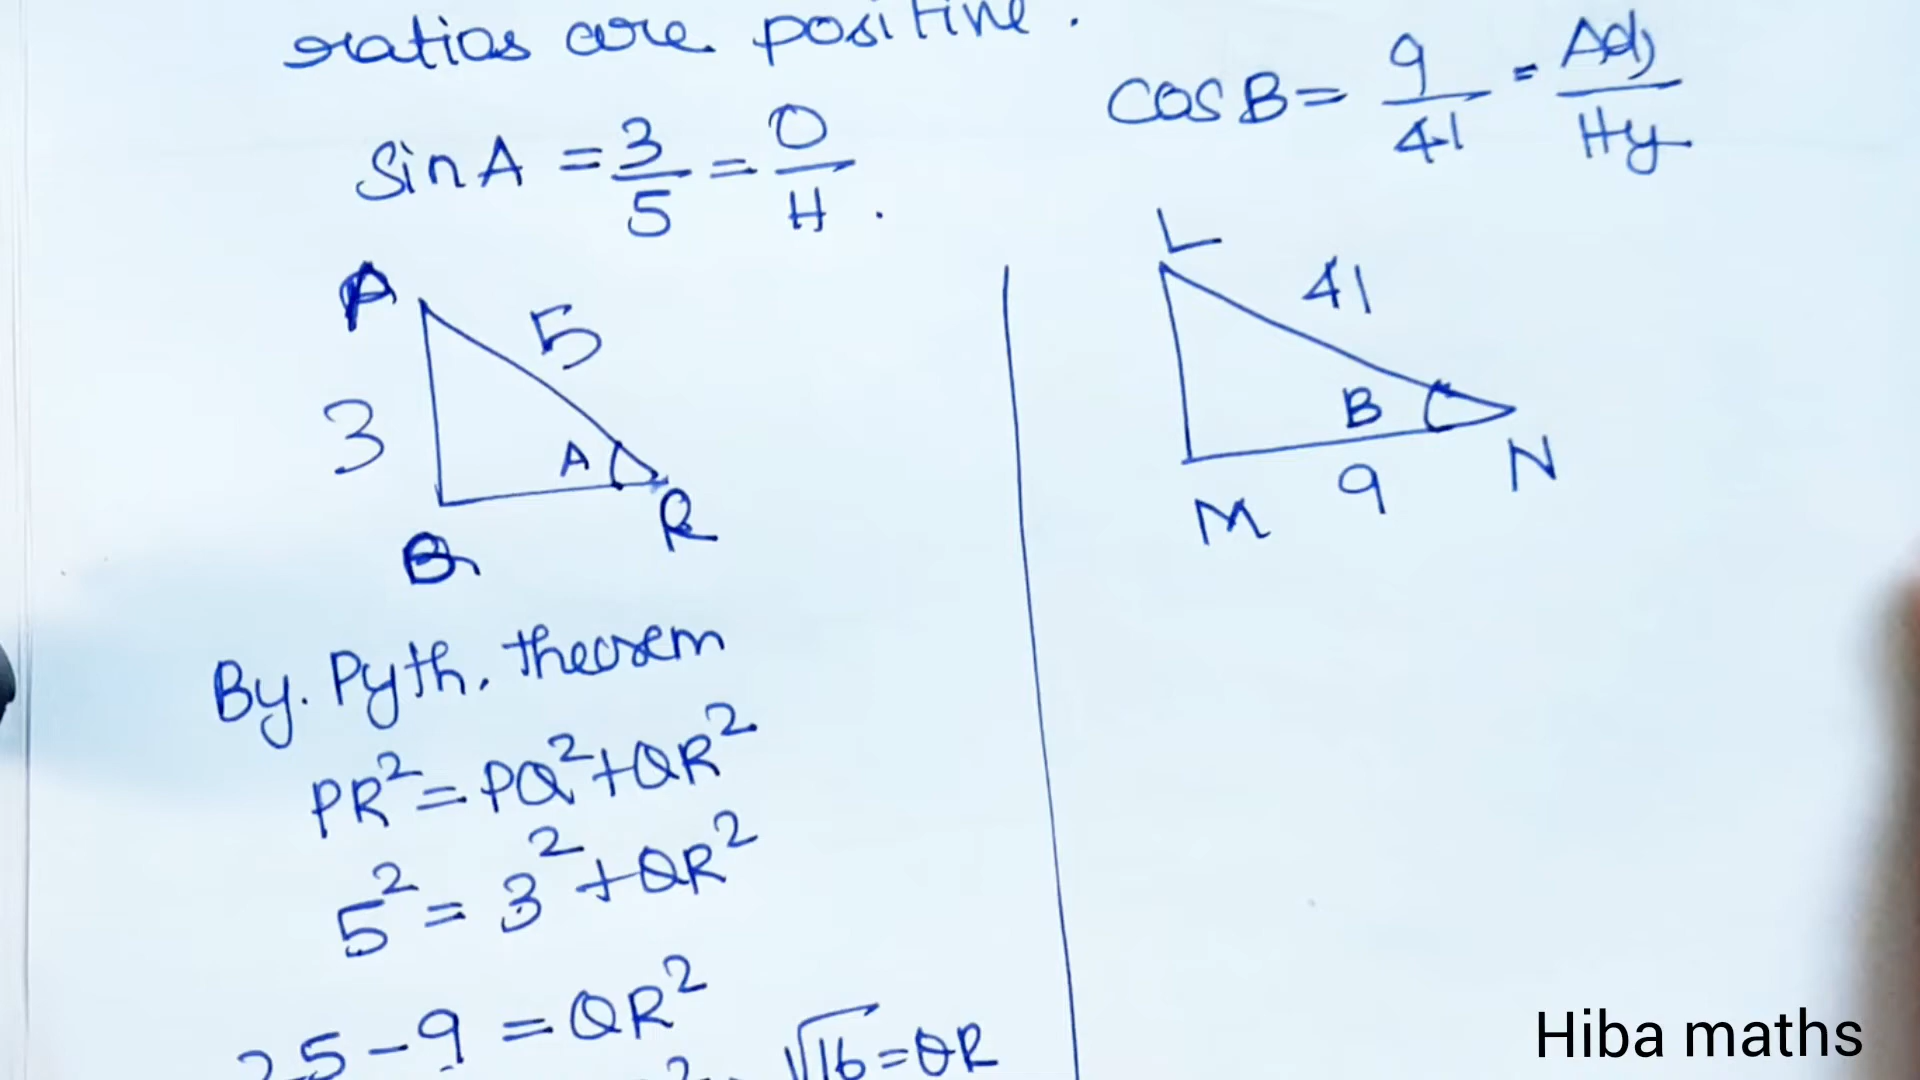 ratios are positive.
Sin A = 3/5 = O/H.
P
5
3
A
Q
R
By. Pyth. theorem
PR² = PQ² + QR²
5² = 3² + QR²
25 - 9 = QR²
√16 = QR
cos B = 9/41 = Adj/Hy
L
41
B
M 9 N
Hiba maths